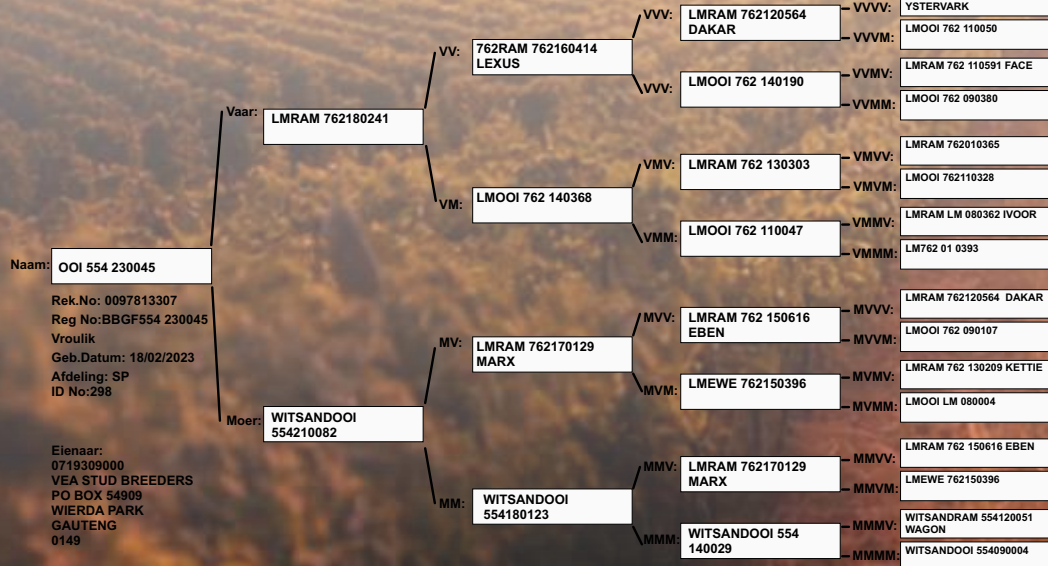 Naam:
OOI 554 230045
Rek.No: 0097813307
Reg No:BBGF554 230045
Vroulik
Geb.Datum: 18/02/2023
Afdeling: SP
ID No:298
Eienaar:
0719309000
VEA STUD BREEDERS
PO BOX 54909
WIERDA PARK
GAUTENG
0149
Vaar:
LMRAM 762180241
Moer:
WITSANDOOI
554210082
VV:
762RAM 762160414
LEXUS
VM:
LMOOI 762 140368
MV:
LMRAM 762170129
MARX
MM:
WITSANDOOI
554180123
VVV:
LMRAM 762120564
DAKAR
VVV:
LMOOI 762 140190
VMV:
LMRAM 762 130303
VMM:
LMOOI 762 110047
MVV:
LMRAM 762 150616
EBEN
MVM:
LMEWE 762150396
MMV:
LMRAM 762170129
MARX
MMM:
WITSANDOOI 554
140029
VVVV:
YSTERVARK
VVVM:
LMOOI 762 110050
VVMV:
LMRAM 762 110591 FACE
VVMM:
LMOOI 762 090380
VMVV:
LMRAM 762010365
VMVM:
LMOOI 762110328
VMMV:
LMRAM LM 080362 IVOOR
VMMM:
LM762 01 0393
MVVV:
LMRAM 762120564 DAKAR
MVVM:
LMOOI 762 090107
MVMV:
LMRAM 762 130209 KETTIE
MVMM:
LMOOI LM 080004
MMVV:
LMRAM 762 150616 EBEN
MMVM:
LMEWE 762150396
MMMV:
WITSANDRAM 554120051
WAGON
MMMM:
WITSANDOOI 554090004